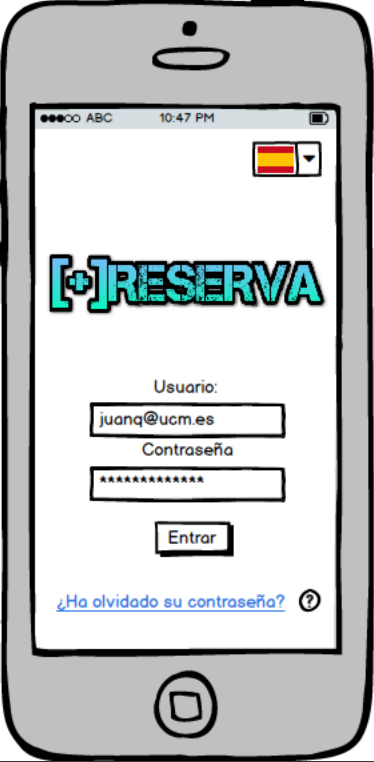 ABC 10:47 PM
[+]RESERVA
Usuario:
juanq@ucm.es
Contraseña
*************
Entrar
¿Ha olvidado su contraseña? ?